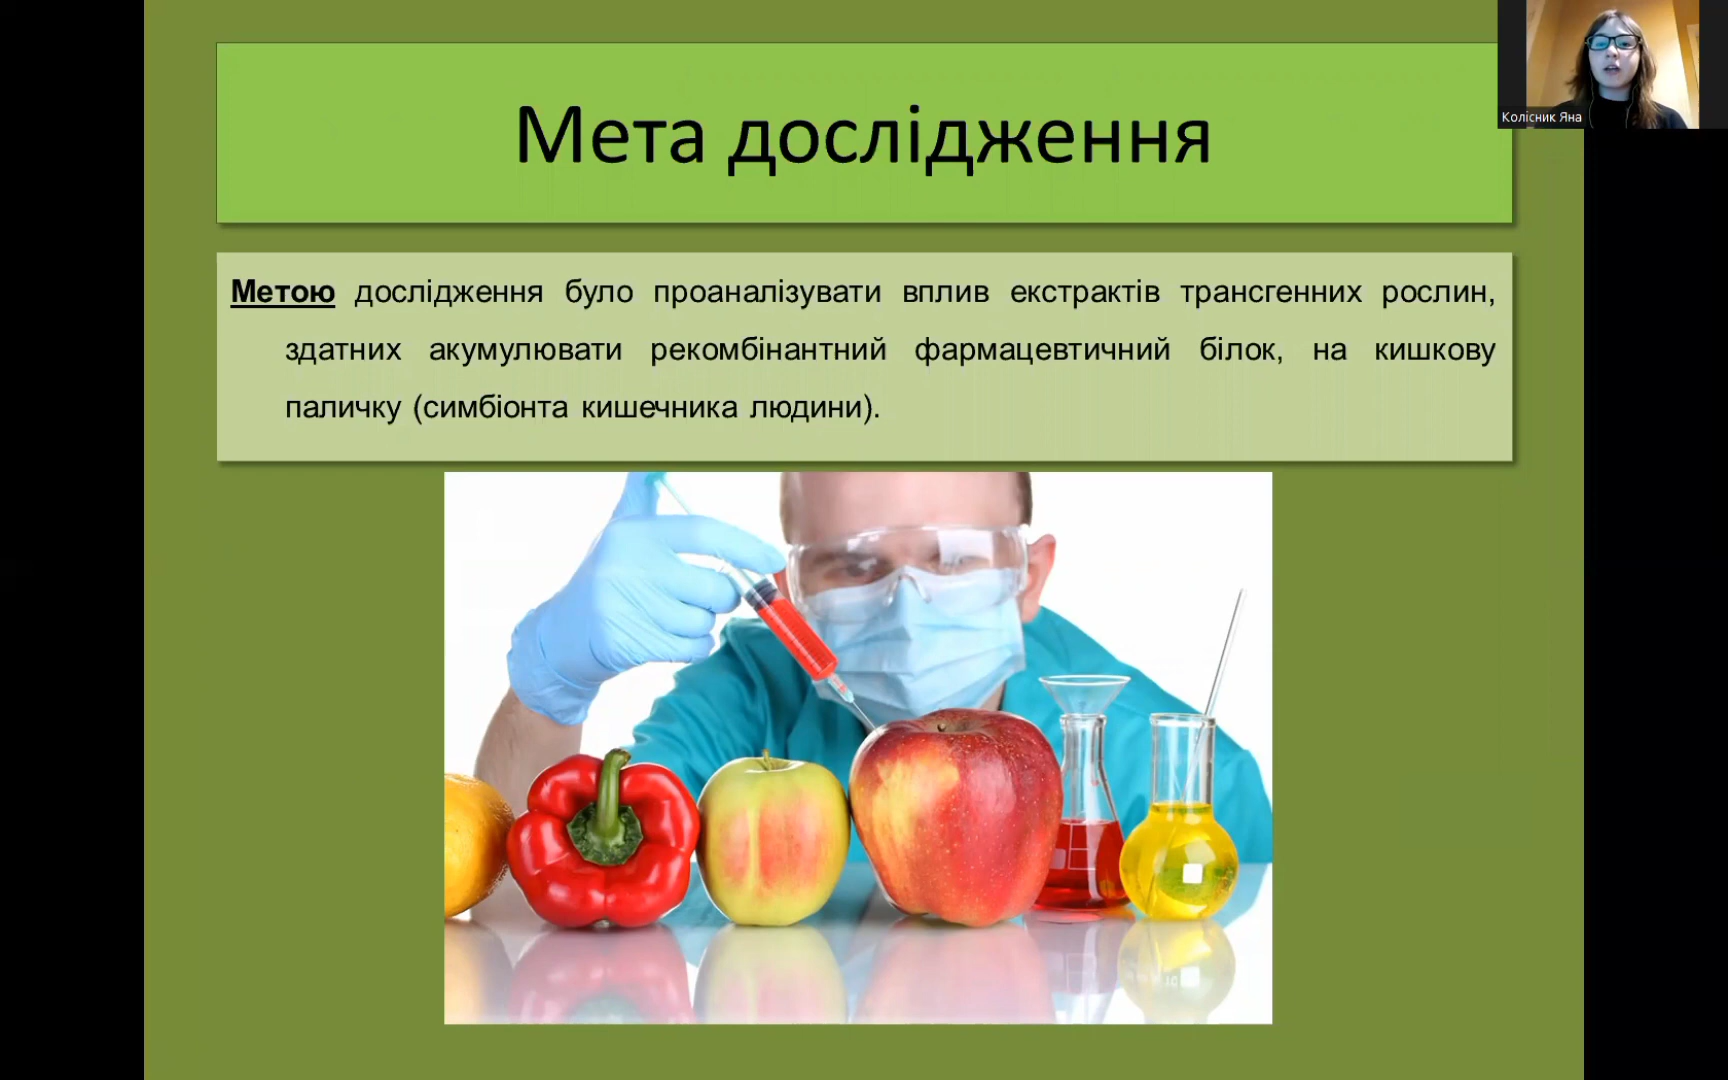 Колісник Яна
Мета дослідження
Метою дослідження було проаналізувати вплив екстрактів трансгенних рослин,
здатних акумулювати рекомбінантний фармацевтичний білок, на кишкову
паличку (симбіонта кишечника людини).